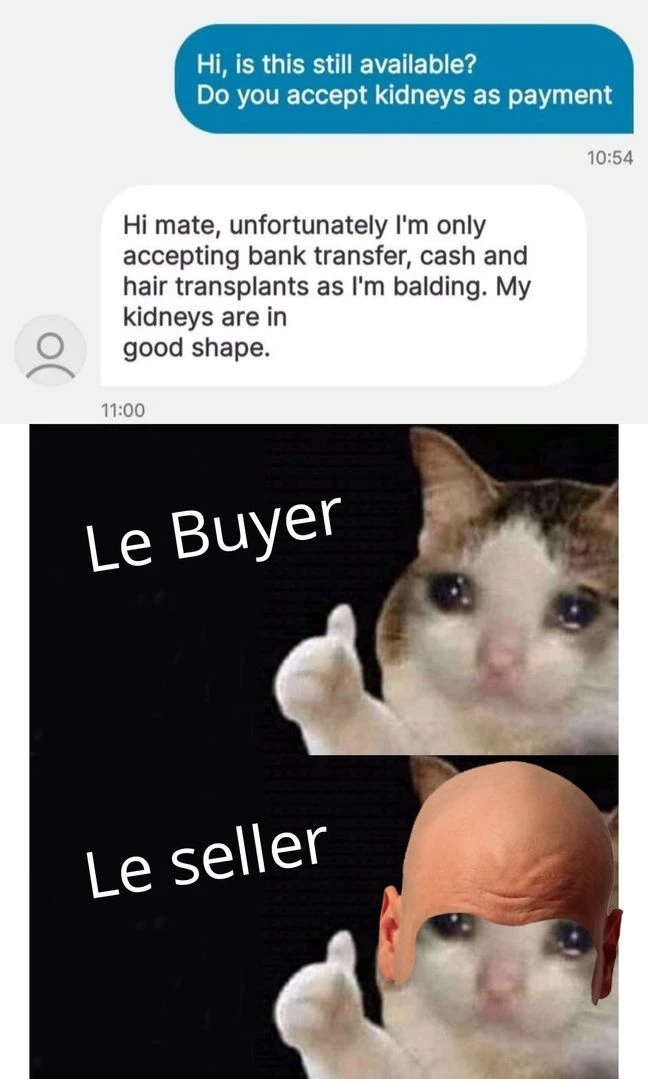 Hi, is this still available?
Do you accept kidneys as payment
10:54
Hi mate, unfortunately I'm only
accepting bank transfer, cash and
hair transplants as I'm balding. My
kidneys are in
good shape.
11:00
Le Buyer
Le seller